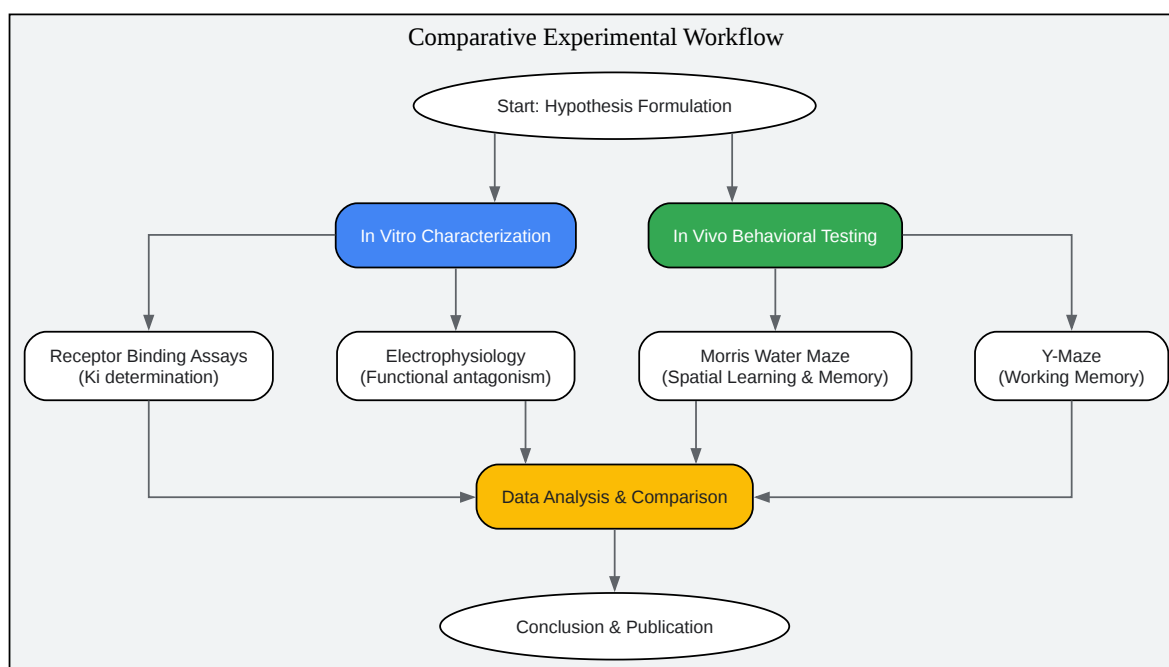 Comparative Experimental Workflow
Start: Hypothesis Formulation
In Vitro Characterization
In Vivo Behavioral Testing
Receptor Binding Assays
(Ki determination)
Electrophysiology
(Functional antagonism)
Morris Water Maze
(Spatial Learning & Memory)
Y-Maze
(Working Memory)
Data Analysis & Comparison
Conclusion & Publication